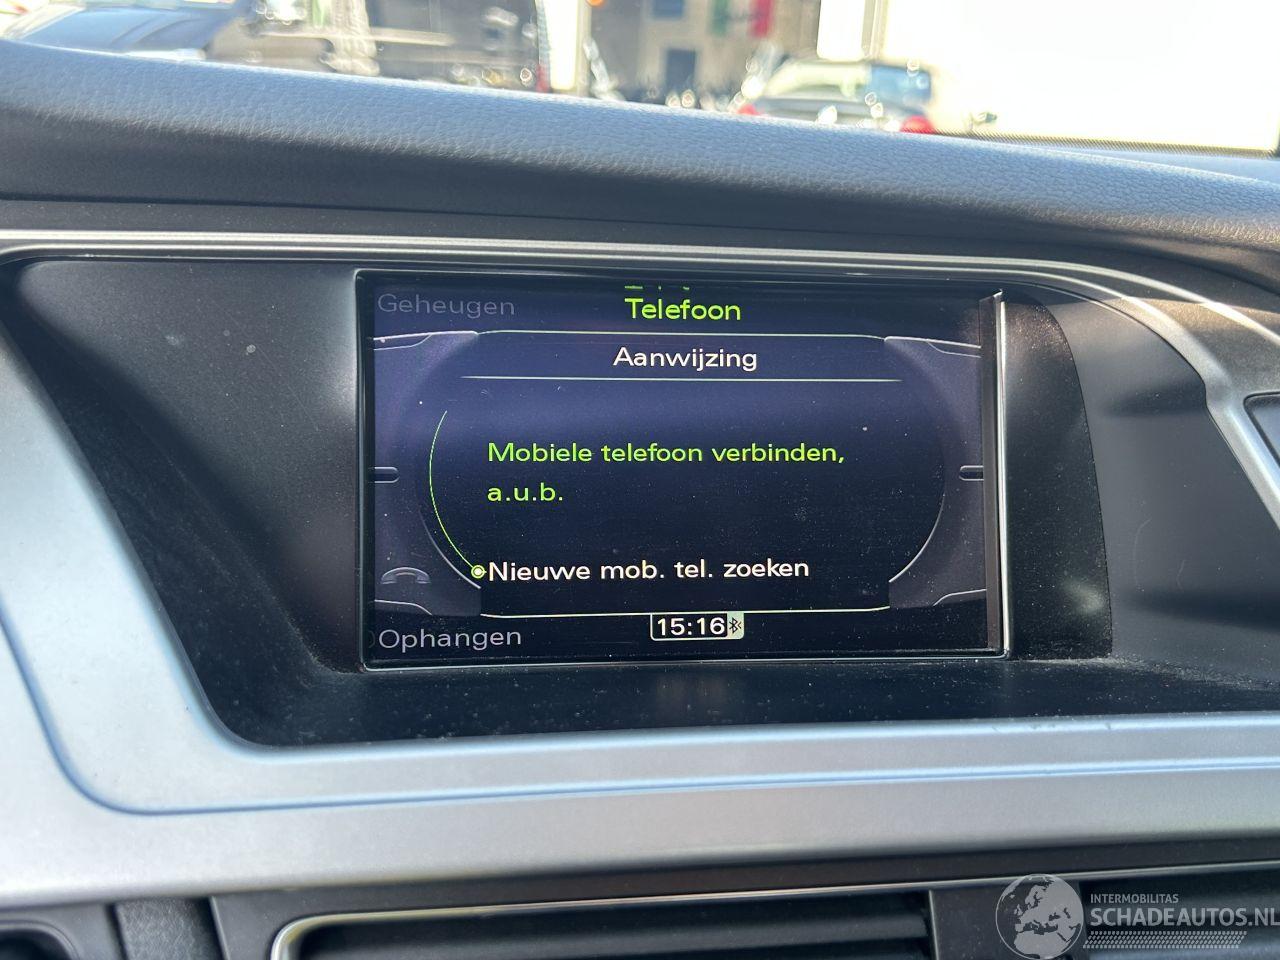 Geheugen
Telefoon
Aanwijzing
Mobiele telefoon verbinden,
a.u.b.
Nieuwe mob. tel. zoeken
Ophangen
15:16
INTERMOBILITAS
SCHADEAUTOS.NL